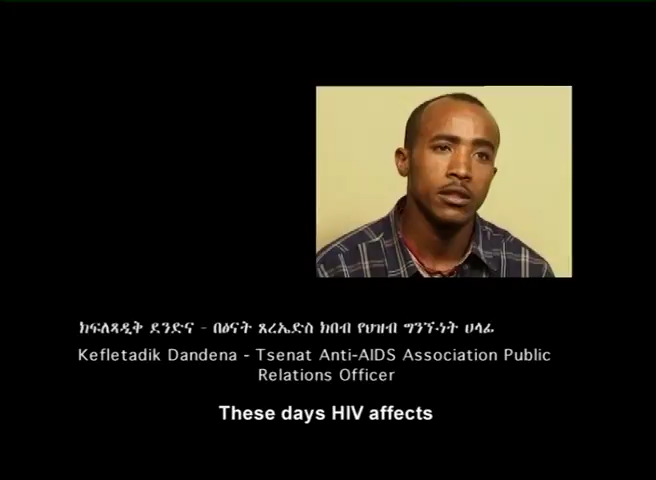 ክፍለጻዲቅ ደንድና - በፅናት ጸረኤድስ ክበብ የህዝብ ግንኙነት ሀላፊ
Kefletadik Dandena - Tsenat Anti-AIDS Association Public
Relations Officer
These days HIV affects